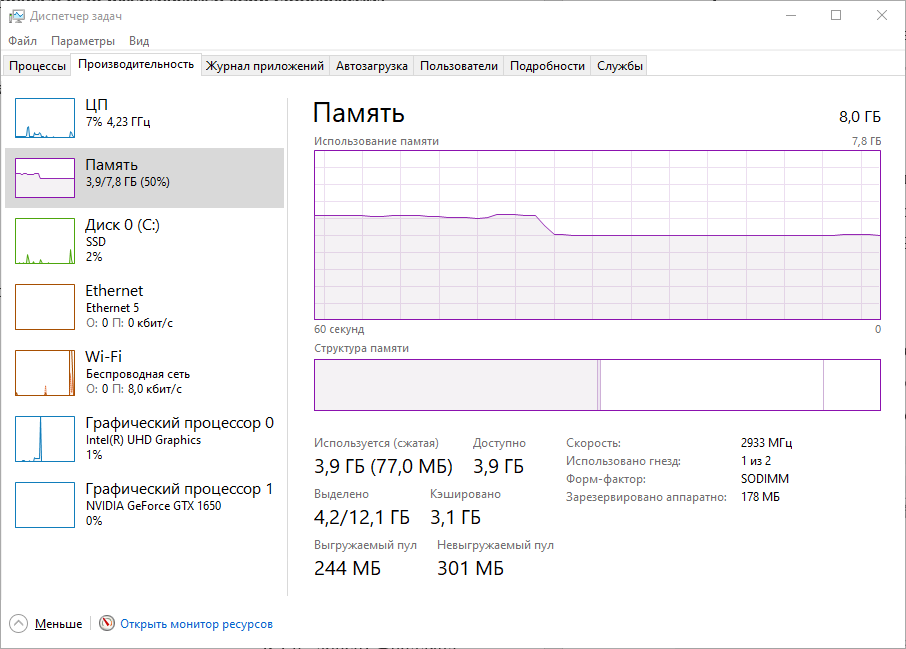 Диспетчер задач
Файл Параметры Вид
Процессы Производительность Журнал приложений Автозагрузка Пользователи Подробности Службы
ЦП
7% 4,23 ГГц
Память
3,9/7,8 ГБ (50%)
Диск 0 (C:)
SSD
2%
Ethernet
Ethernet 5
О: 0 П: 0 кбит/с
Wi-Fi
Беспроводная сеть
О: 0 П: 8,0 кбит/с
Графический процессор 0
Intel(R) UHD Graphics
1%
Графический процессор 1
NVIDIA GeForce GTX 1650
0%
Память 8,0 ГБ
Использование памяти 7,8 ГБ
60 секунд 0
Структура памяти
Используется (сжатая) Доступно
3,9 ГБ (77,0 МБ) 3,9 ГБ
Выделено Кэшировано
4,2/12,1 ГБ 3,1 ГБ
Выгружаемый пул Невыгружаемый пул
244 МБ 301 МБ
Скорость: 2933 МГц
Использовано гнезд: 1 из 2
Форм-фактор: SODIMM
Зарезервировано аппаратно: 178 МБ
Меньше Открыть монитор ресурсов